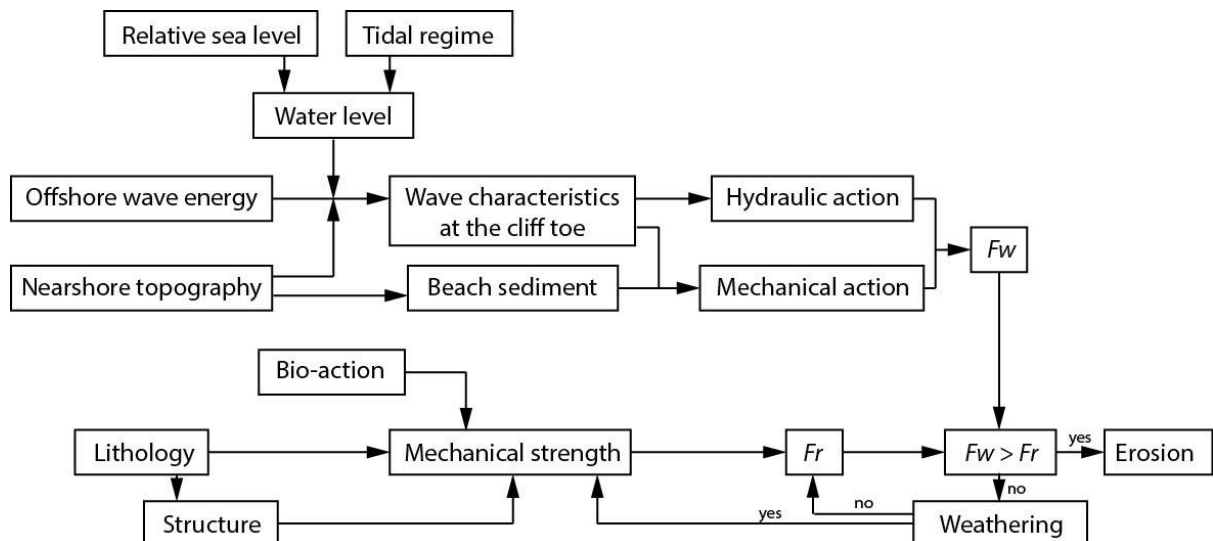 Relative sea level
Tidal regime
Water level
Offshore wave energy
Wave characteristics
at the cliff toe
Hydraulic action
Fw
Nearshore topography
Beach sediment
Mechanical action
Bio-action
Lithology
Mechanical strength
Fr
Fw > Fr
yes
Erosion
no
Structure
yes
no
Weathering